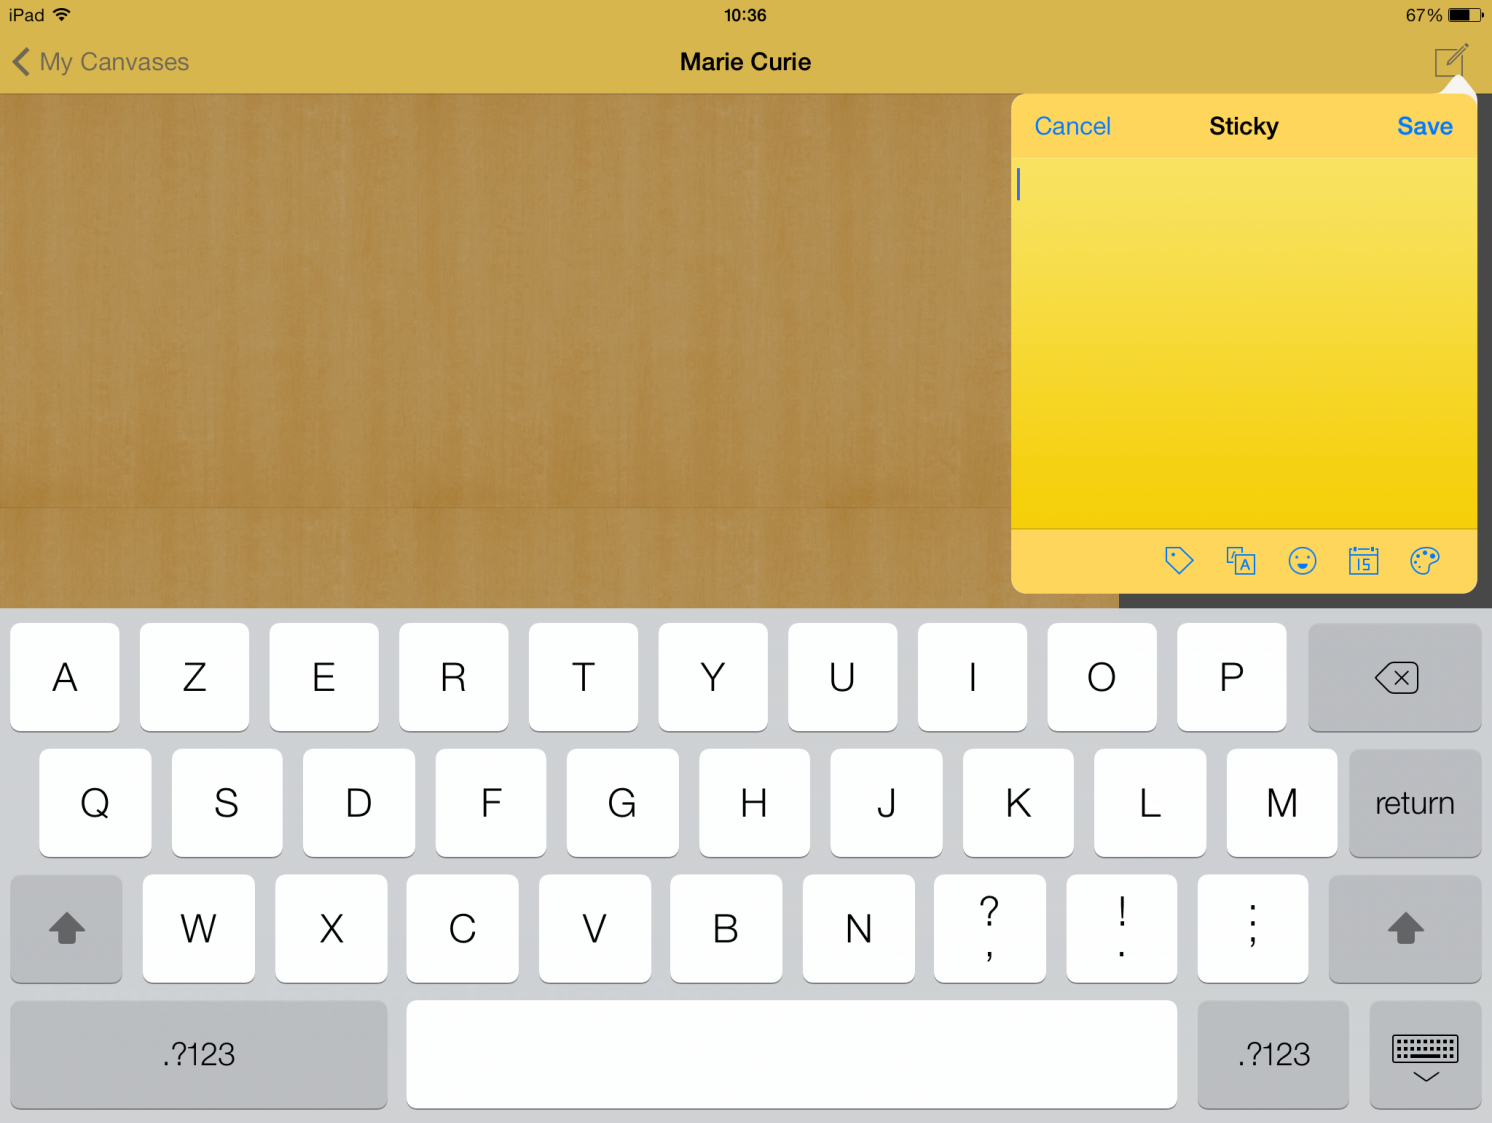 iPad 10:36 67%
My Canvases Marie Curie
Cancel Sticky Save
A
15
A Z E R T Y U I O P
Q S D F G H J K L M return
W X C V B N ? , ! . : ;
.?123 .?123